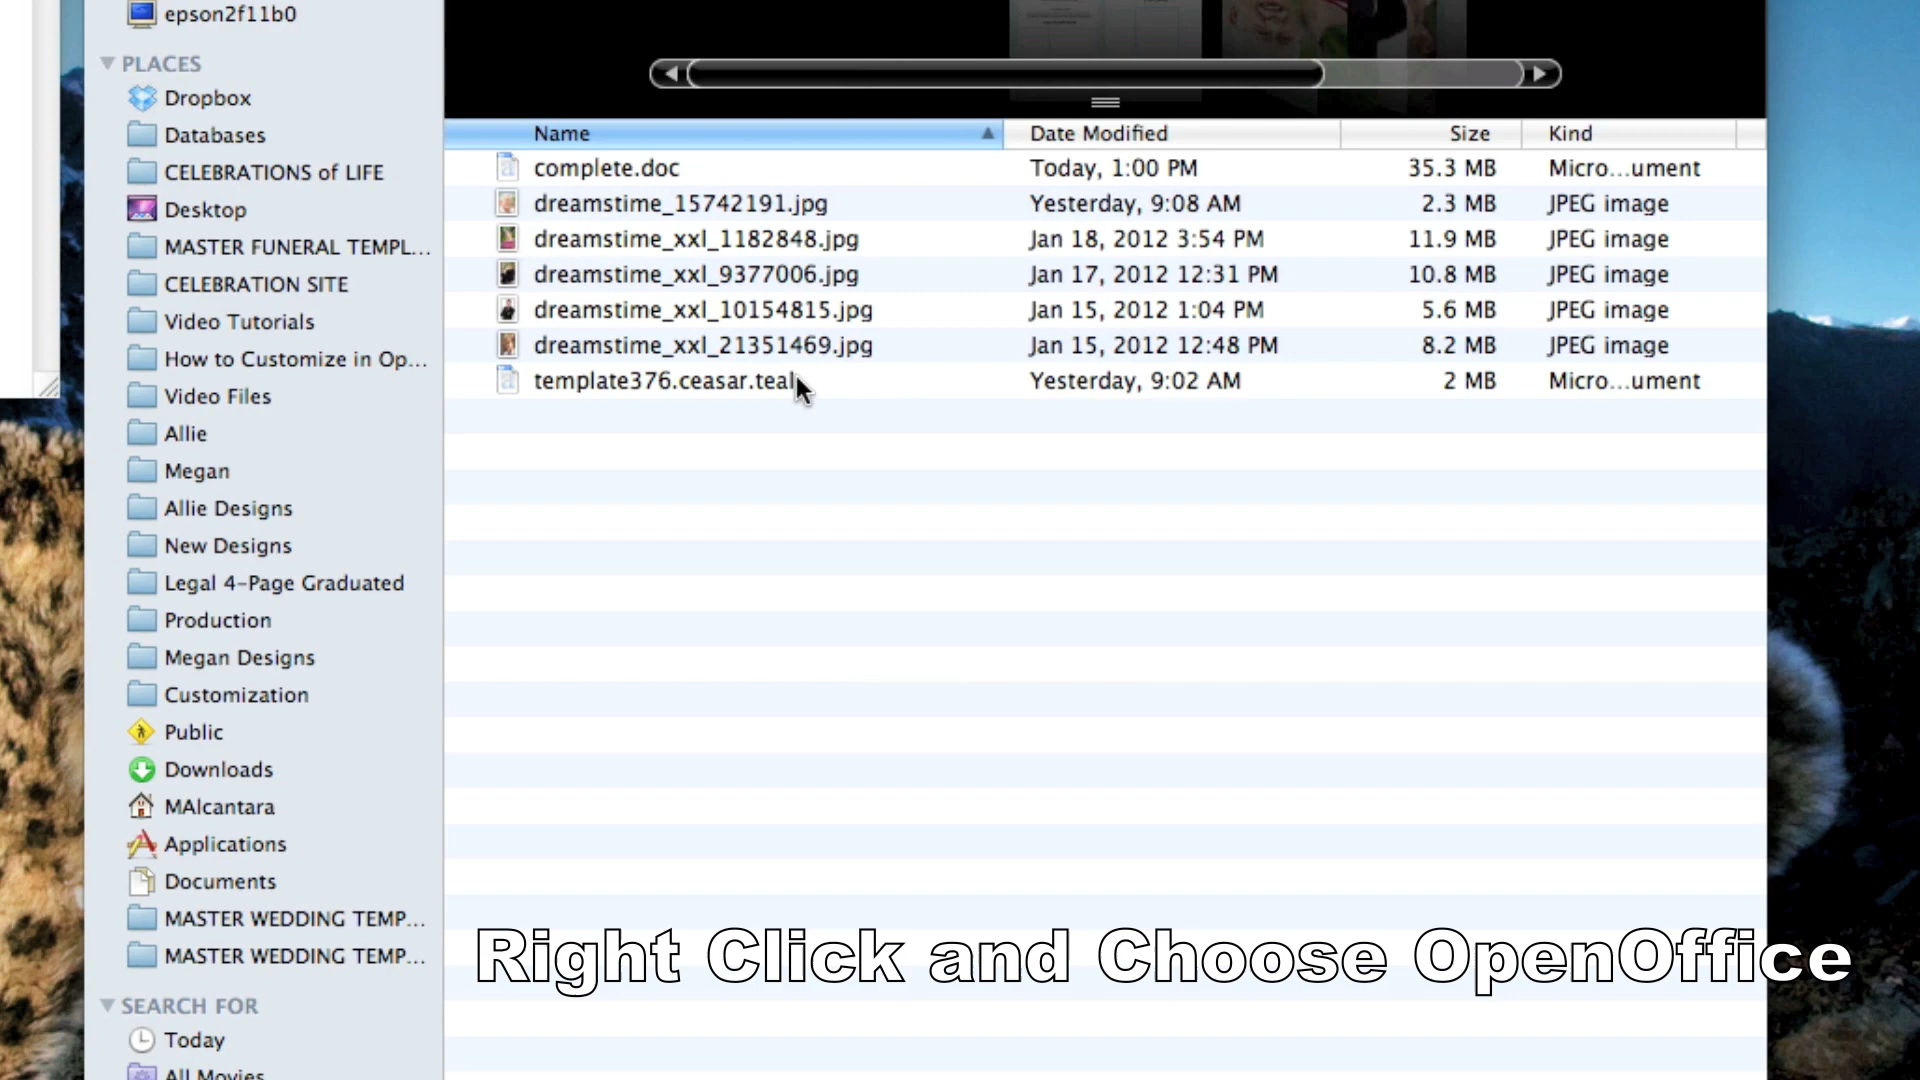 epson2f11b0
PLACES
Dropbox
Databases
CELEBRATIONS of LIFE
Desktop
MASTER FUNERAL TEMPL...
CELEBRATION SITE
Video Tutorials
How to Customize in Op...
Video Files
Allie
Megan
Allie Designs
New Designs
Legal 4-Page Graduated
Production
Megan Designs
Customization
Public
Downloads
MAlcantara
Applications
Documents
MASTER WEDDING TEMP...
MASTER WEDDING TEMP...
SEARCH FOR
Today
All Movies
Name Date Modified Size Kind
complete.doc Today, 1:00 PM 35.3 MB Micro...ument
dreamstime_15742191.jpg Yesterday, 9:08 AM 2.3 MB JPEG image
dreamstime_xxl_1182848.jpg Jan 18, 2012 3:54 PM 11.9 MB JPEG image
dreamstime_xxl_9377006.jpg Jan 17, 2012 12:31 PM 10.8 MB JPEG image
dreamstime_xxl_10154815.jpg Jan 15, 2012 1:04 PM 5.6 MB JPEG image
dreamstime_xxl_21351469.jpg Jan 15, 2012 12:48 PM 8.2 MB JPEG image
template376.ceasar.teal Yesterday, 9:02 AM 2 MB Micro...ument
Right Click and Choose OpenOffice